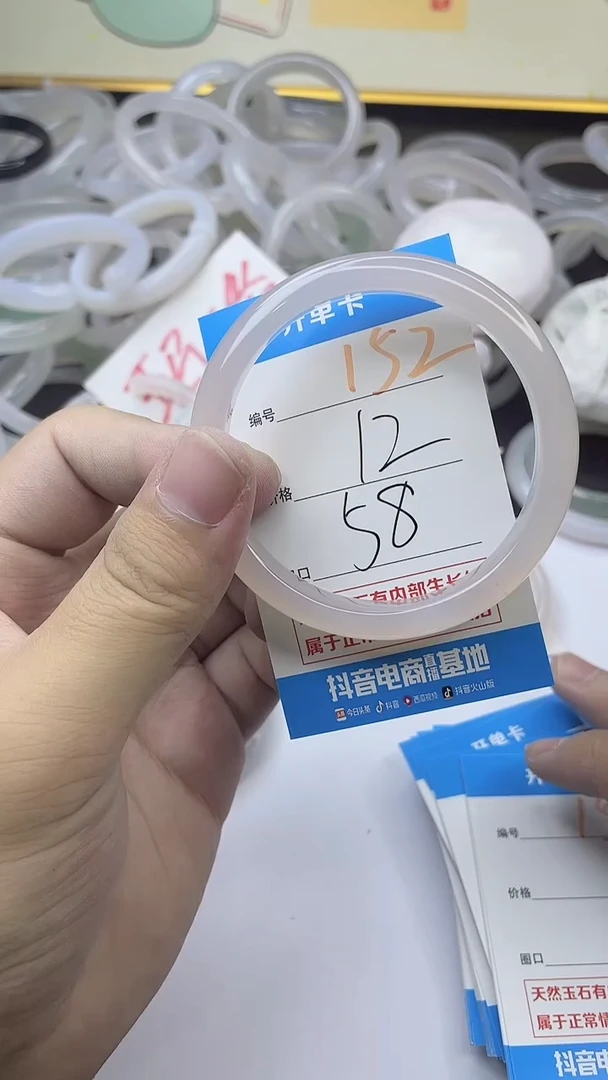 开单卡
编号 152
价格 12
58
口
有内部生长
属于正常
抖音电商直播基地
今日头条 抖音 西瓜视频 抖音火山版
开单卡
编号
价格
圈口
天然玉石有
属于正常情
抖音电